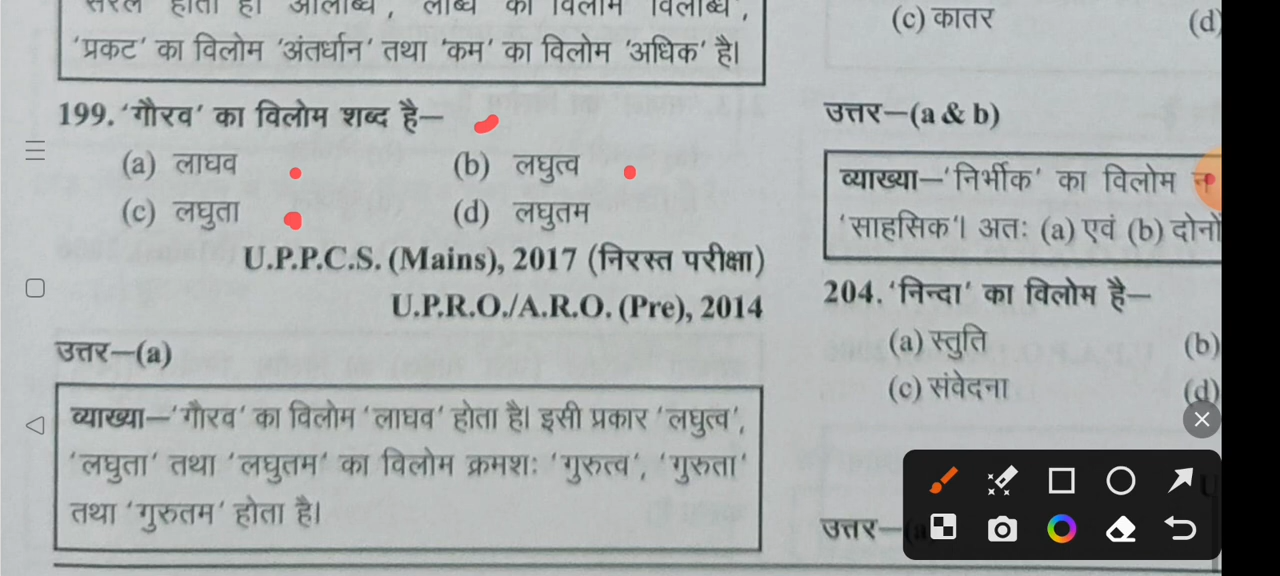 'प्रकट' का विलोम 'अंतर्धान' तथा 'कम' का विलोम 'अधिक' है।
199. 'गौरव' का विलोम शब्द है—
(a) लाघव (b) लघुत्व
(c) लघुता (d) लघुतम
U.P.P.C.S. (Mains), 2017 (निरस्त परीक्षा)
U.P.R.O./A.R.O. (Pre), 2014
उत्तर—(a)
व्याख्या—'गौरव' का विलोम 'लाघव' होता है। इसी प्रकार 'लघुत्व',
'लघुता' तथा 'लघुतम' का विलोम क्रमशः 'गुरुत्व', 'गुरुता'
तथा 'गुरुतम' होता है।
(c) कातर (d)
उत्तर—(a & b)
व्याख्या—'निर्भीक' का विलोम
'साहसिक'। अतः (a) एवं (b) दोनों
204. 'निन्दा' का विलोम है—
(a) स्तुति (b)
(c) संवेदना (d)
उत्तर—